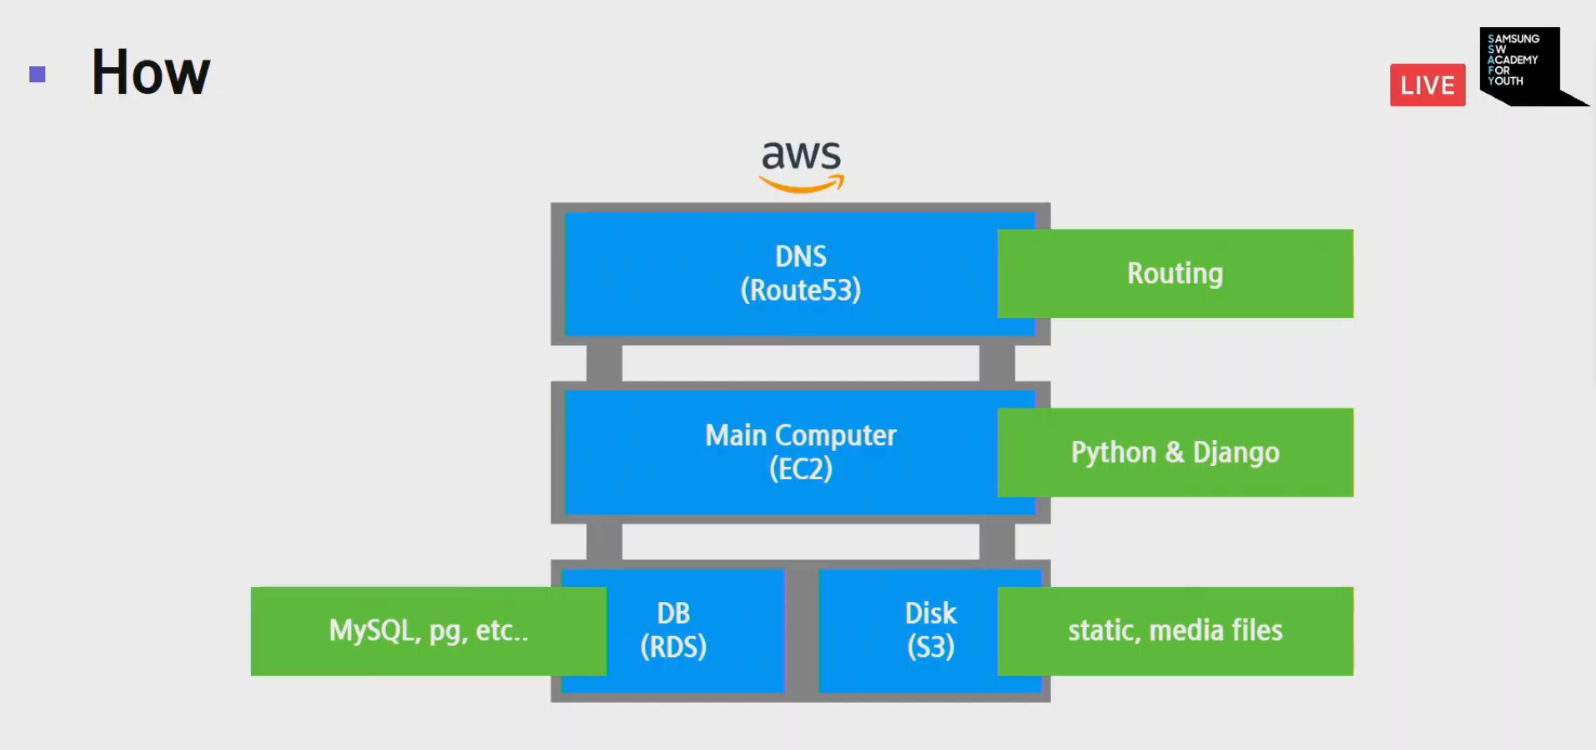 How
LIVE
SAMSUNG
SW
ACADEMY
FOR
YOUTH
aws
DNS
(Route53)
Routing
Main Computer
(EC2)
Python & Django
MySQL, pg, etc..
DB
(RDS)
Disk
(S3)
static, media files